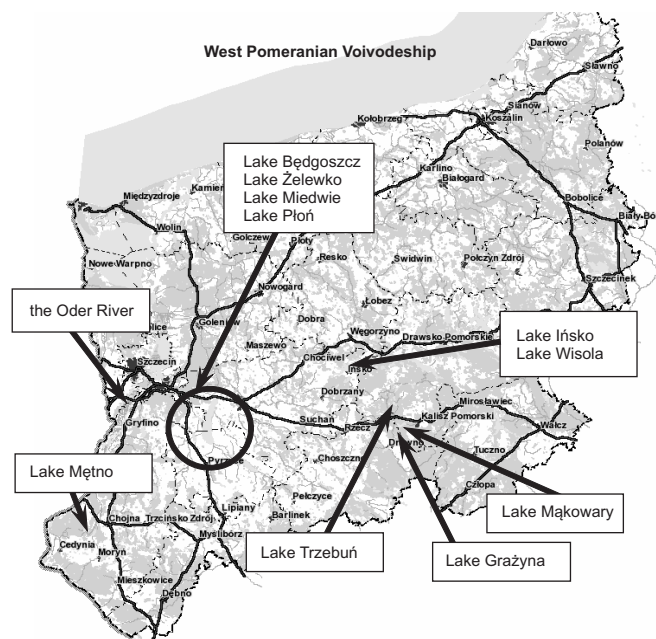 West Pomeranian Voivodeship
Darłowo
Sławno
Sianów
Kołobrzeg
Koszalin
Polanów
Lake Będgoszcz
Lake Żelewko
Lake Miedwie
Lake Płoń
Karlino
Białogard
Międzyzdroje
Kamień
Bobolice
Wolin
Golczew
Płoty
Biały-Bó
Nowe-Warpno
Resko
Świdwin
Połczyn Zdrój
Szczecinek
Nowogard
the Oder River
Łobez
Goleniów
Dobra
Węgorzyno
Drawsko Pomorskie
Lake Ińsko
Lake Wisola
olice
Maszewo
Chociwel
Szczecin
Ińsko
Dobrzany
Mirosławiec
Suchań
Kalisz Pomorski
Gryfino
Recz
Wałcz
Drawno
Tuczno
Lake Mętno
Pyrzyce
Choszczno
Człopa
Pełczyce
Lake Mąkowary
Lipiany
Chojna
Trzcińsko Zdrój
Barlinek
Myślibórz
Cedynia
Moryń
Lake Trzebuń
Lake Grażyna
Mieszkowice
Dębno